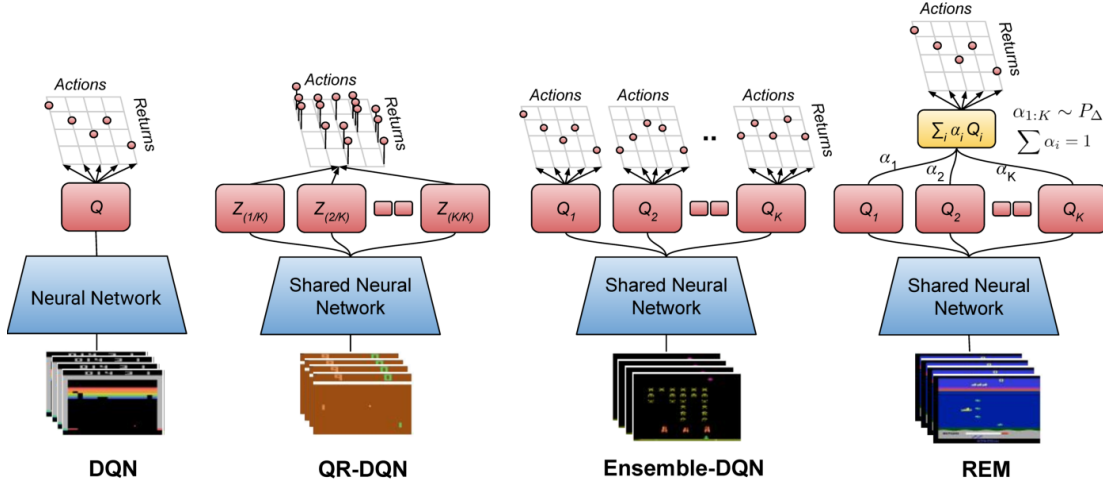 Actions
Returns
Q
Neural Network
DQN
Actions
Returns
Z(1/K)
Z(2/K)
Z(K/K)
Shared Neural
Network
QR-DQN
Actions
Actions
Actions
Returns
..
Q1
Q2
QK
Shared Neural
Network
Ensemble-DQN
Actions
Returns
∑i αi Qi
α1:K ∼ PΔ
∑ αi = 1
α1
α2
αK
Q1
Q2
QK
Shared Neural
Network
REM